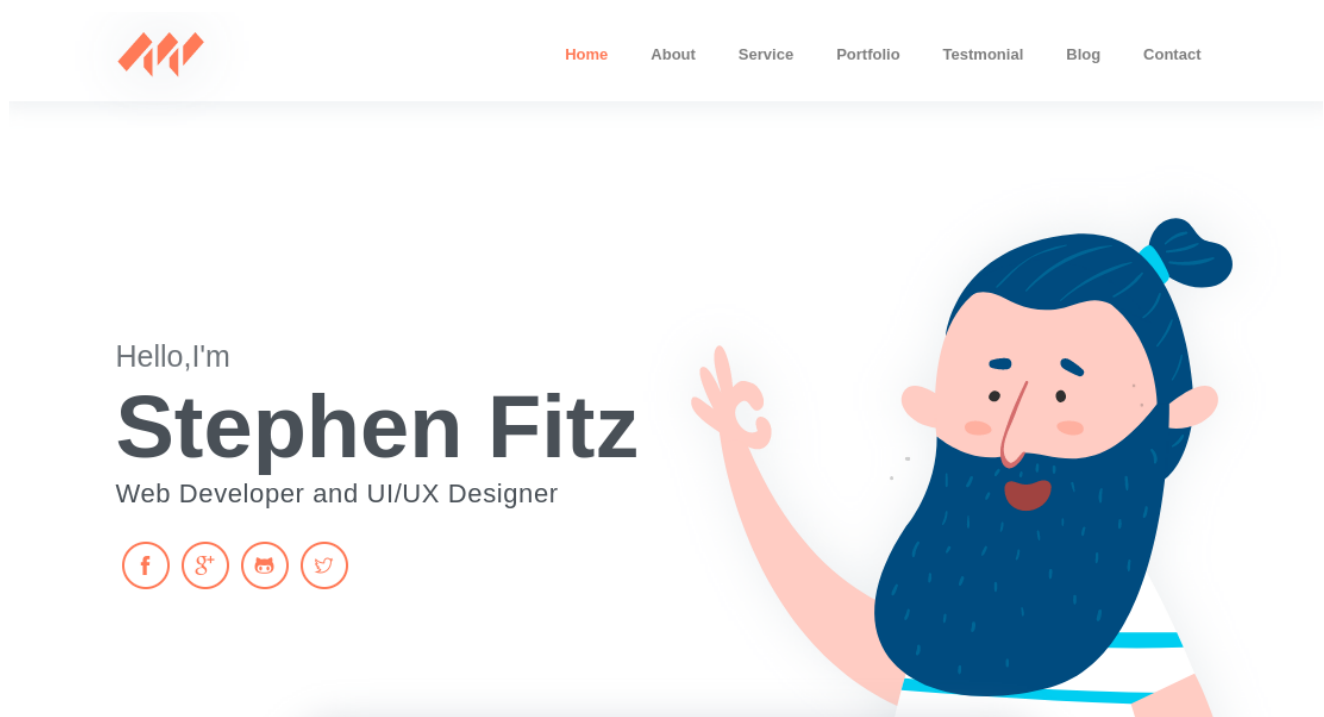 Home About Service Portfolio Testmonial Blog Contact
Hello,I'm
Stephen Fitz
Web Developer and UI/UX Designer